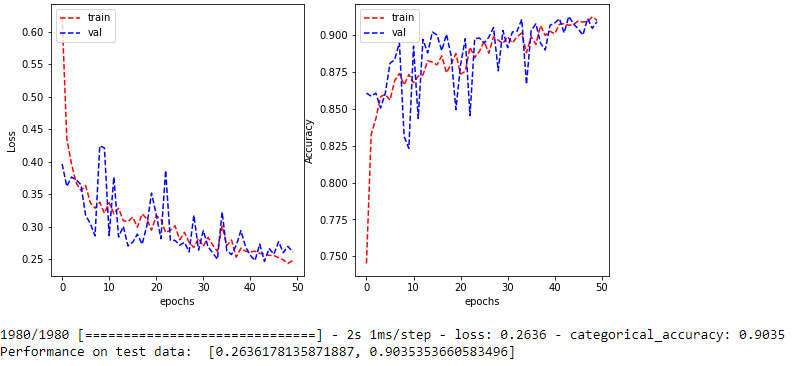 train
val
0.60
0.55
0.50
0.45
0.40
0.35
0.30
0.25
Loss
0 10 20 30 40 50
epochs
train
val
0.900
0.875
0.850
0.825
0.800
0.775
0.750
Accuracy
0 10 20 30 40 50
epochs
1980/1980 [==============================] - 2s 1ms/step - loss: 0.2636 - categorical_accuracy: 0.9035
Performance on test data:  [0.2636178135871887, 0.9035353660583496]